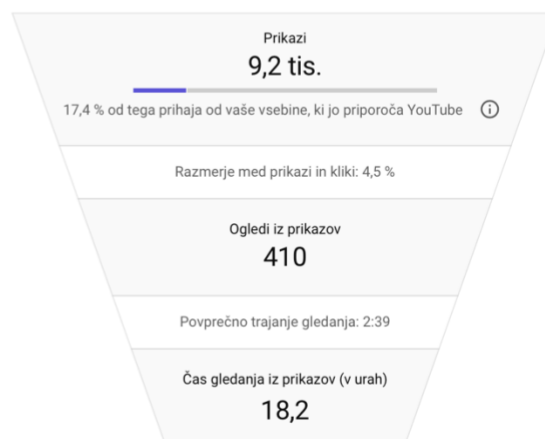 Prikazi
9,2 tis.
17,4 % od tega prihaja od vaše vsebine, ki jo priporoča YouTube
Razmerje med prikazi in kliki: 4,5 %
Ogledi iz prikazov
410
Povprečno trajanje gledanja: 2:39
Čas gledanja iz prikazov (v urah)
18,2